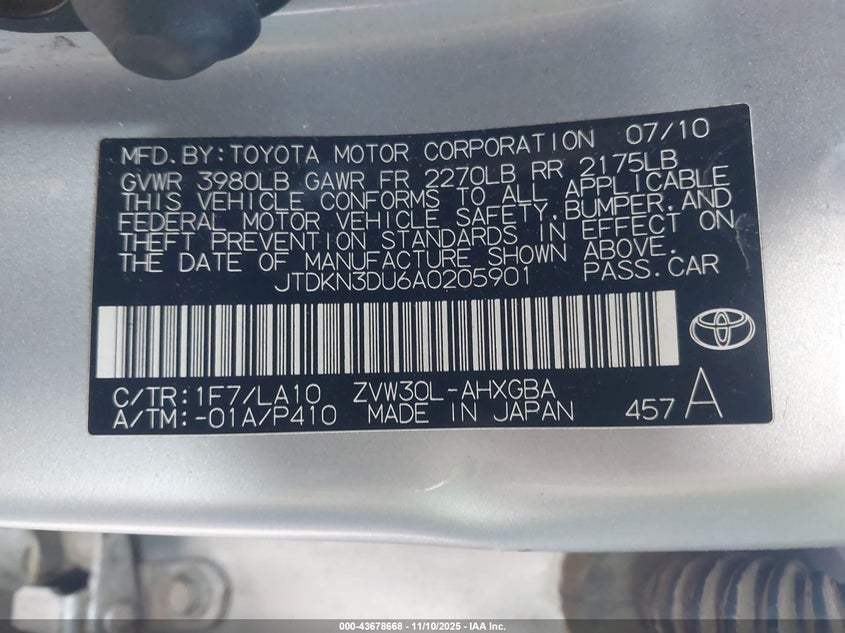 MFD. BY: TOYOTA MOTOR CORPORATION 07/10
GVWR 3980LB GAWR FR 2270LB RR 2175LB
THIS VEHICLE CONFORMS TO ALL APPLICABLE
FEDERAL MOTOR VEHICLE SAFETY, BUMPER, AND
THEFT PREVENTION STANDARDS IN EFFECT ON
THE DATE OF MANUFACTURE SHOWN ABOVE.
JTDKN3DU6A0205901 PASS. CAR
C/TR: 1F7/LA10 ZVW30L-AHXGBA
A/TM: -01A/P410 MADE IN JAPAN 457 A
000-43678668 - 11/10/2025 - IAA Inc.